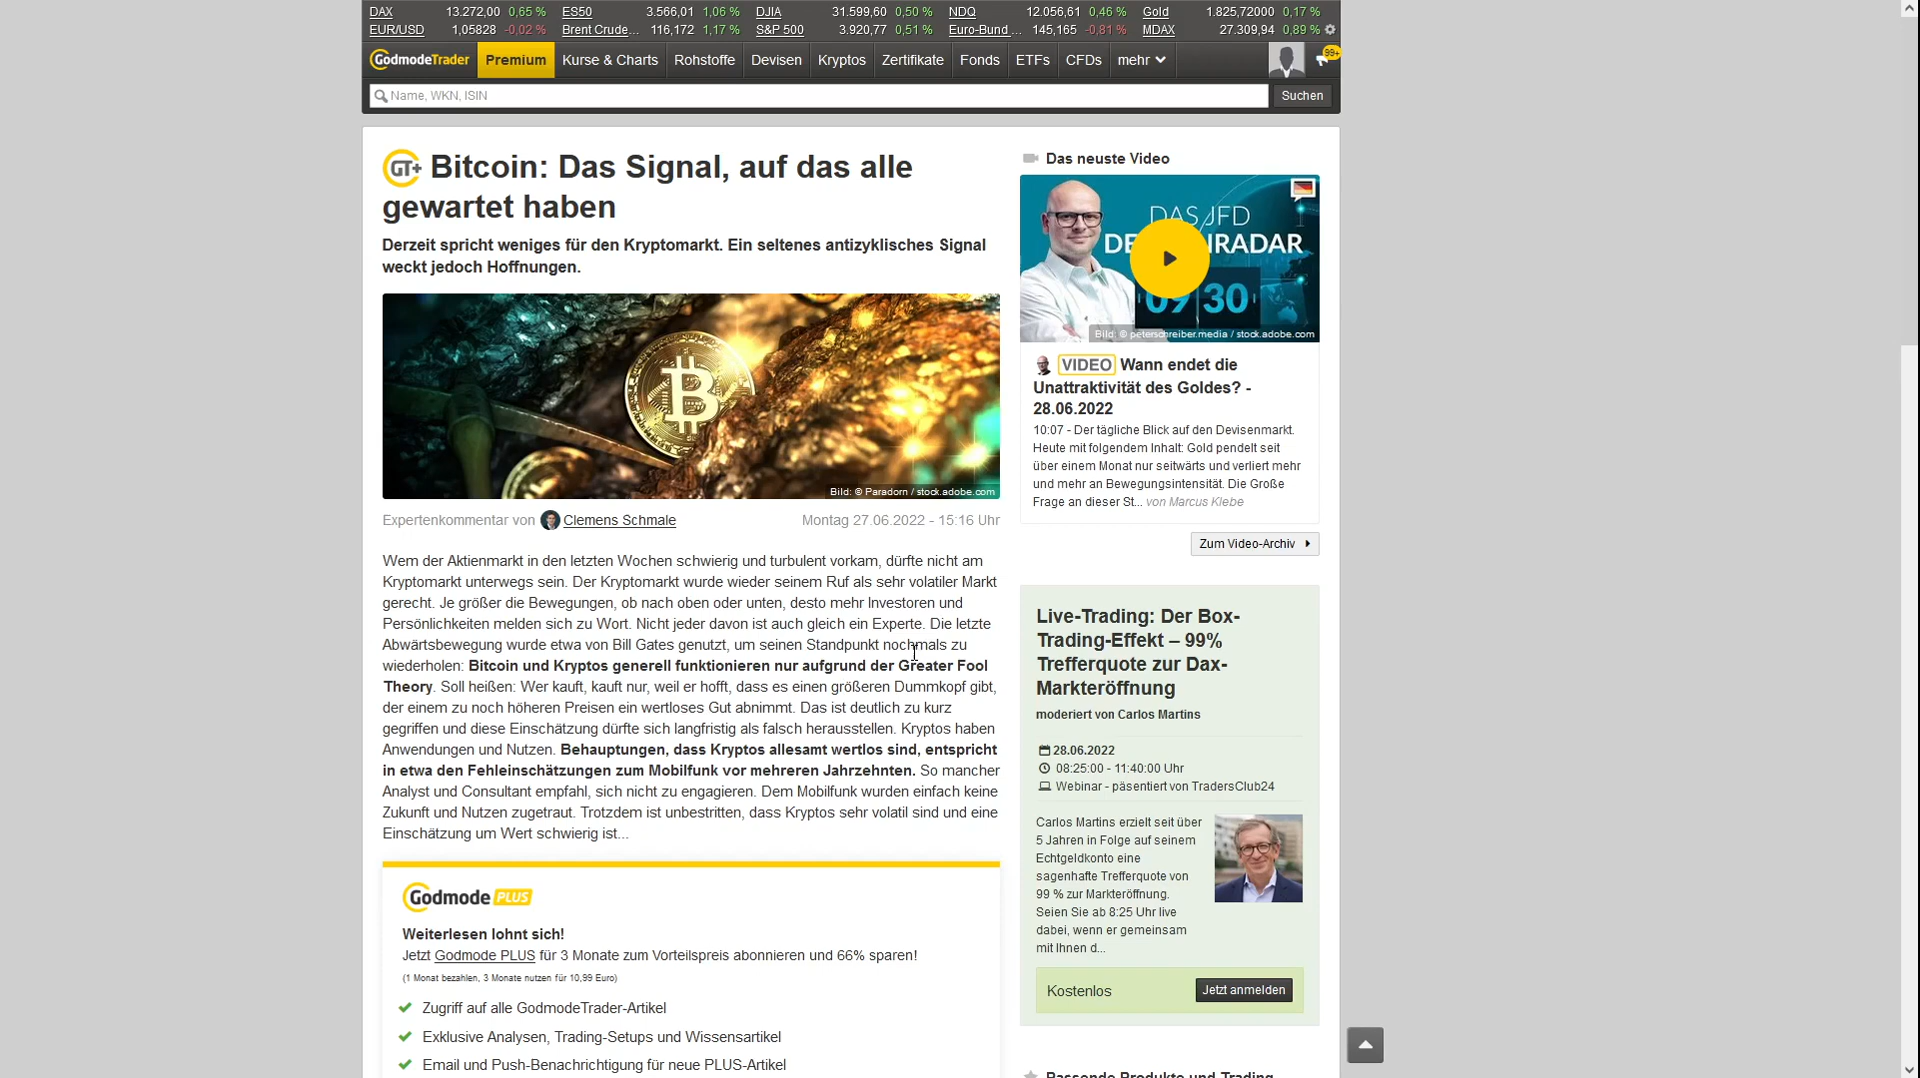 DAX 13.272,00 0,65 % ES50 3.566,01 1,06 % DJIA 31.599,60 0,50 % NDQ 12.056,61 0,46 % Gold 1.825,72000 0,17 %
EUR/USD 1,05828 -0,02 % Brent Crude... 116,172 1,17 % S&P 500 3.920,77 0,51 % Euro-Bund ... 145,165 -0,81 % MDAX 27.309,94 0,89 %
GodmodeTrader Premium Kurse & Charts Rohstoffe Devisen Kryptos Zertifikate Fonds ETFs CFDs mehr 99+
Name, WKN, ISIN Suchen
GT+ Bitcoin: Das Signal, auf das alle
gewartet haben
Derzeit spricht weniges für den Kryptomarkt. Ein seltenes antizyklisches Signal
weckt jedoch Hoffnungen.
Bild: © Paradorn / stock.adobe.com
Expertenkommentar von Clemens Schmale Montag 27.06.2022 - 15:16 Uhr
Wem der Aktienmarkt in den letzten Wochen schwierig und turbulent vorkam, dürfte nicht am
Kryptomarkt unterwegs sein. Der Kryptomarkt wurde wieder seinem Ruf als sehr volatiler Markt
gerecht. Je größer die Bewegungen, ob nach oben oder unten, desto mehr Investoren und
Persönlichkeiten melden sich zu Wort. Nicht jeder davon ist auch gleich ein Experte. Die letzte
Abwärtsbewegung wurde etwa von Bill Gates genutzt, um seinen Standpunkt nochmals zu
wiederholen: Bitcoin und Kryptos generell funktionieren nur aufgrund der Greater Fool
Theory. Soll heißen: Wer kauft, kauft nur, weil er hofft, dass es einen größeren Dummkopf gibt,
der einem zu noch höheren Preisen ein wertloses Gut abnimmt. Das ist deutlich zu kurz
gegriffen und diese Einschätzung dürfte sich langfristig als falsch herausstellen. Kryptos haben
Anwendungen und Nutzen. Behauptungen, dass Kryptos allesamt wertlos sind, entspricht
in etwa den Fehleinschätzungen zum Mobilfunk vor mehreren Jahrzehnten. So mancher
Analyst und Consultant empfahl, sich nicht zu engagieren. Dem Mobilfunk wurden einfach keine
Zukunft und Nutzen zugetraut. Trotzdem ist unbestritten, dass Kryptos sehr volatil sind und eine
Einschätzung um Wert schwierig ist...
Godmode PLUS
Weiterlesen lohnt sich!
Jetzt Godmode PLUS für 3 Monate zum Vorteilspreis abonnieren und 66% sparen!
(1 Monat bezahlen, 3 Monate nutzen für 10,99 Euro)
Zugriff auf alle GodmodeTrader-Artikel
Exklusive Analysen, Trading-Setups und Wissensartikel
Email und Push-Benachrichtigung für neue PLUS-Artikel
Das neuste Video
DAS JFD
09 30
Bild: © peterschreiber.media / stock.adobe.com
VIDEO Wann endet die
Unattraktivität des Goldes? -
28.06.2022
10:07 - Der tägliche Blick auf den Devisenmarkt.
Heute mit folgendem Inhalt: Gold pendelt seit
über einem Monat nur seitwärts und verliert mehr
und mehr an Bewegungsintensität. Die Große
Frage an dieser St... von Marcus Klebe
Zum Video-Archiv
Live-Trading: Der Box-
Trading-Effekt – 99%
Trefferquote zur Dax-
Markteröffnung
moderiert von Carlos Martins
28.06.2022
08:25:00 - 11:40:00 Uhr
Webinar - päsentiert von TradersClub24
Carlos Martins erzielt seit über
5 Jahren in Folge auf seinem
Echtgeldkonto eine
sagenhafte Trefferquote von
99 % zur Markteröffnung.
Seien Sie ab 8:25 Uhr live
dabei, wenn er gemeinsam
mit Ihnen d...
Kostenlos Jetzt anmelden
Passende Produkte und Trading